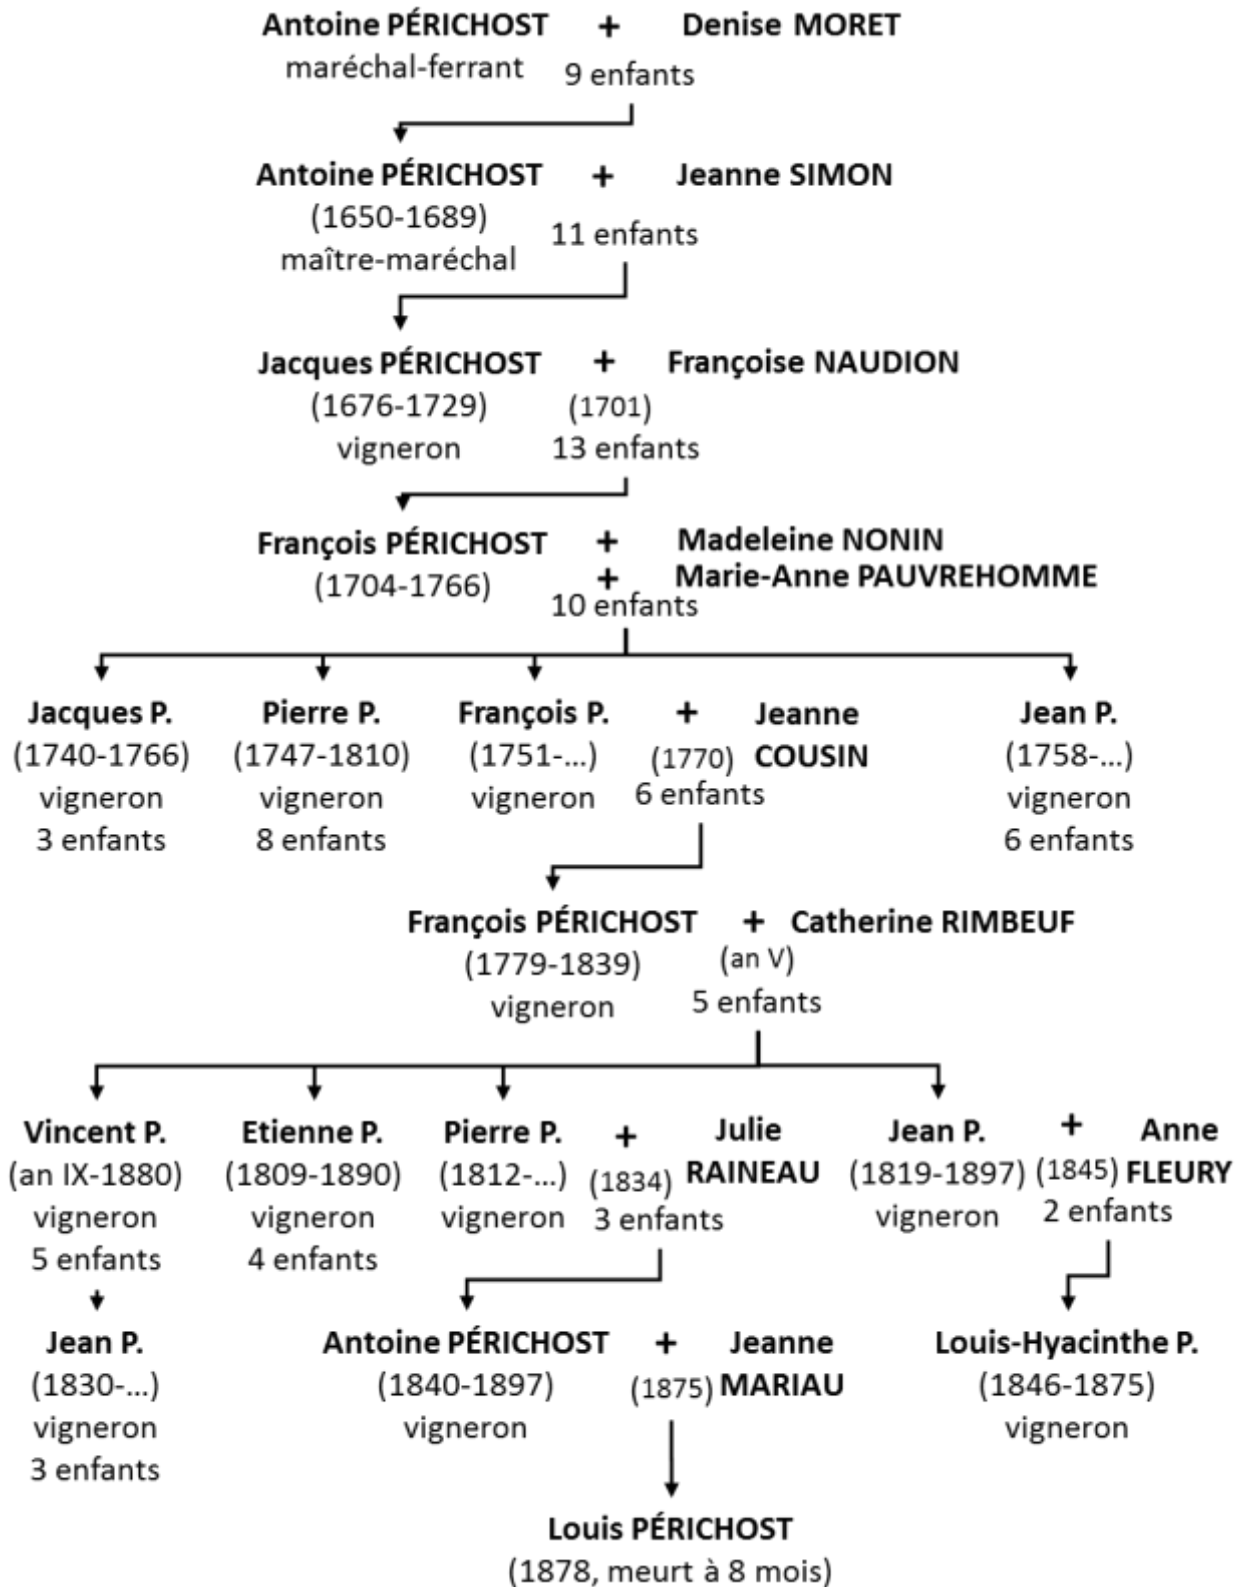 Antoine PÉRICHOST + Denise MORET
maréchal-ferrant 9 enfants
Antoine PÉRICHOST + Jeanne SIMON
(1650-1689)
11 enfants
maître-maréchal
Jacques PÉRICHOST + Françoise NAUDION
(1676-1729) (1701)
vigneron 13 enfants
François PÉRICHOST + Madeleine NONIN
(1704-1766) + Marie-Anne PAUVREHOMME
10 enfants
Jacques P. Pierre P. François P. + Jeanne Jean P.
(1740-1766) (1747-1810) (1751-...) (1770) COUSIN (1758-...)
vigneron vigneron vigneron 6 enfants vigneron
3 enfants 8 enfants 6 enfants
François PÉRICHOST + Catherine RIMBEUF
(1779-1839) (an V)
vigneron 5 enfants
Vincent P. Etienne P. Pierre P. + Julie Jean P. + Anne
(an IX-1880) (1809-1890) (1812-...) (1834) RAINEAU (1819-1897) (1845) FLEURY
vigneron vigneron vigneron 3 enfants vigneron 2 enfants
5 enfants 4 enfants
Jean P. Antoine PÉRICHOST + Jeanne Louis-Hyacinthe P.
(1830-...) (1840-1897) (1875) MARIAU (1846-1875)
vigneron vigneron vigneron
3 enfants
Louis PÉRICHOST
(1878, meurt à 8 mois)